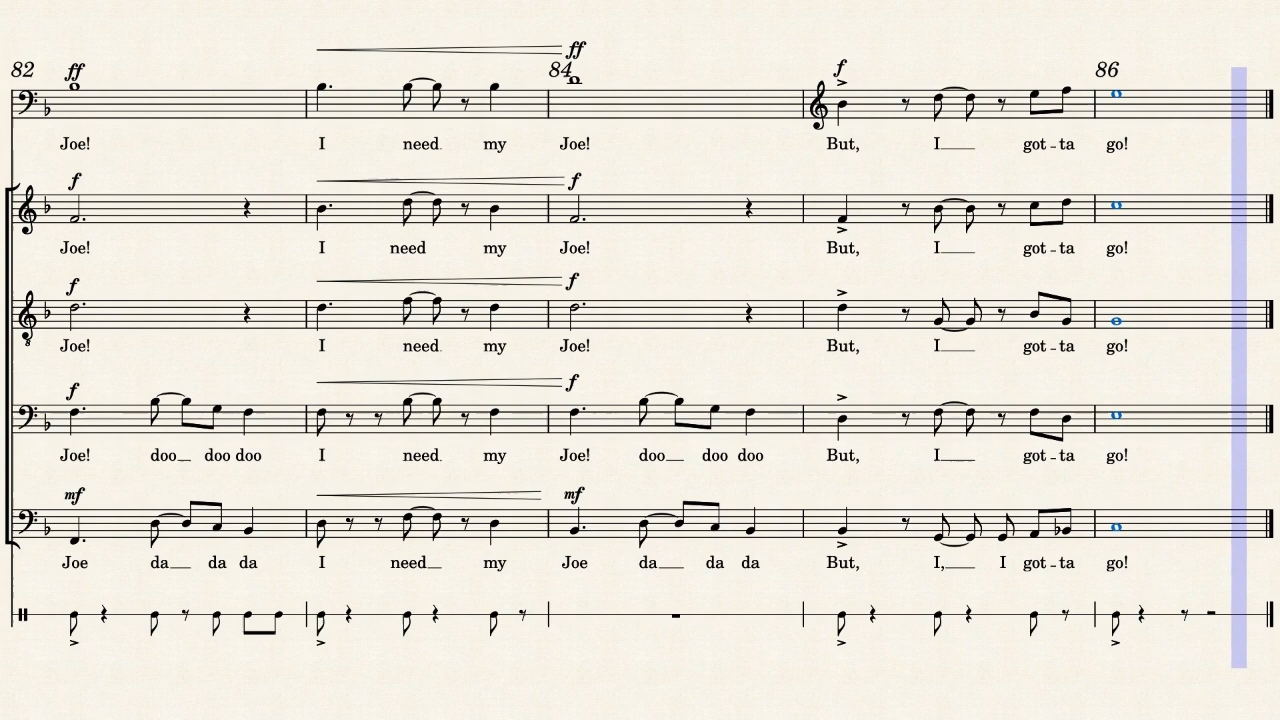 82 84 86
ff ff f
Joe! I need my Joe! But, I got-ta go!
f f
Joe! I need my Joe! But, I got-ta go!
f f
Joe! I need my Joe! But, I got-ta go!
f f
Joe! doo doo doo I need my Joe! doo doo doo But, I got-ta go!
mf mf
Joe da da da I need my Joe da da da But, I, I got-ta go!